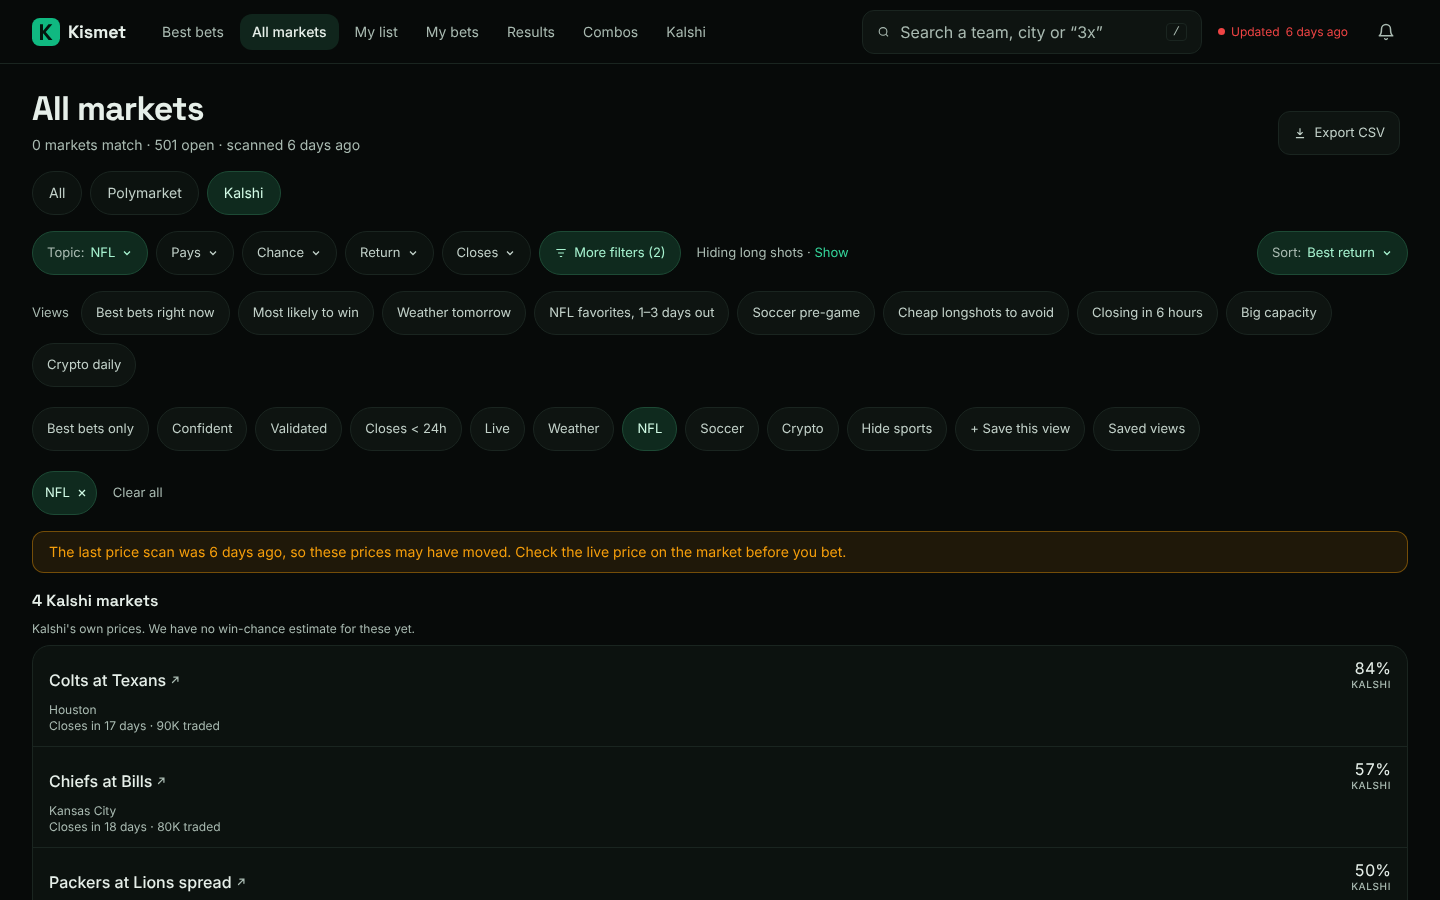 K Kismet
Best bets All markets My list My bets Results Combos Kalshi
Search a team, city or “3x” /
Updated 6 days ago
All markets
0 markets match · 501 open · scanned 6 days ago
Export CSV
All Polymarket Kalshi
Topic: NFL Pays Chance Return Closes More filters (2) Hiding long shots · Show Sort: Best return
Views Best bets right now Most likely to win Weather tomorrow NFL favorites, 1–3 days out Soccer pre-game Cheap longshots to avoid Closing in 6 hours Big capacity
Crypto daily
Best bets only Confident Validated Closes < 24h Live Weather NFL Soccer Crypto Hide sports + Save this view Saved views
NFL × Clear all
The last price scan was 6 days ago, so these prices may have moved. Check the live price on the market before you bet.
4 Kalshi markets
Kalshi's own prices. We have no win-chance estimate for these yet.
Colts at Texans ↗
84%
KALSHI
Houston
Closes in 17 days · 90K traded
Chiefs at Bills ↗
57%
KALSHI
Kansas City
Closes in 18 days · 80K traded
Packers at Lions spread ↗
50%
KALSHI